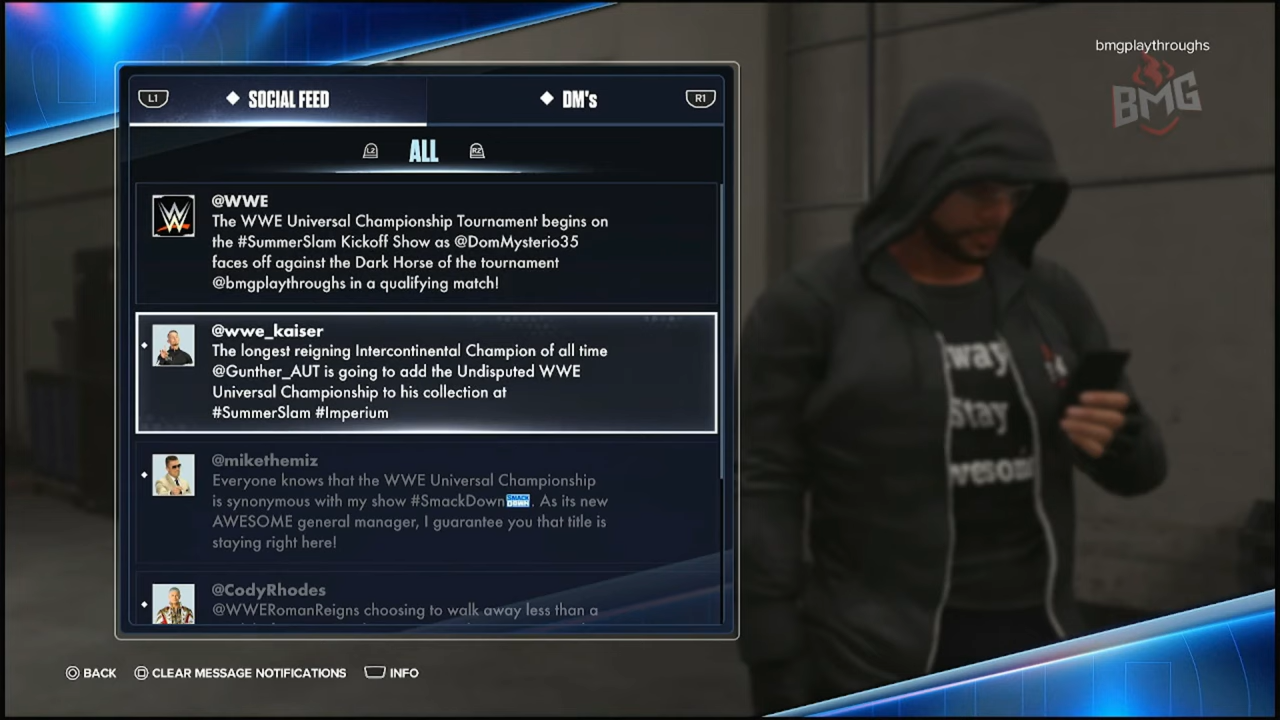 bmgplaythroughs
BMG
L1 SOCIAL FEED DM's R1
L2 ALL R2
@WWE
The WWE Universal Championship Tournament begins on
the #SummerSlam Kickoff Show as @DomMysterio35
faces off against the Dark Horse of the tournament
@bmgplaythroughs in a qualifying match!
@wwe_kaiser
The longest reigning Intercontinental Champion of all time
@Gunther_AUT is going to add the Undisputed WWE
Universal Championship to his collection at
#SummerSlam #Imperium
@mikethemiz
Everyone knows that the WWE Universal Championship
is synonymous with my show #SmackDown SMACK DOWN. As its new
AWESOME general manager, I guarantee you that title is
staying right here!
@CodyRhodes
@WWERomanReigns choosing to walk away less than a
way
Stay
wesom
BACK CLEAR MESSAGE NOTIFICATIONS INFO